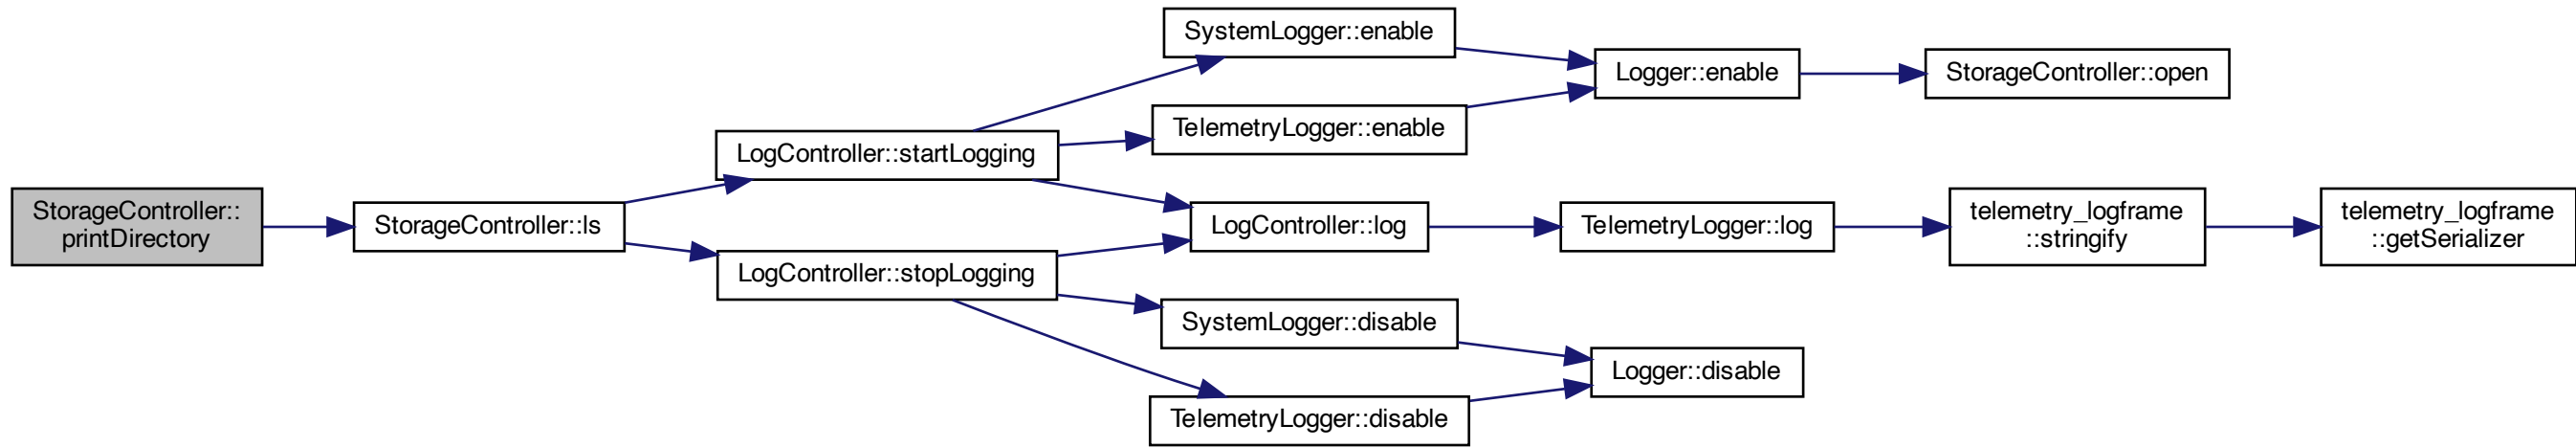 StorageController::
printDirectory
StorageController::ls
LogController::startLogging
LogController::stopLogging
SystemLogger::enable
TelemetryLogger::enable
LogController::log
SystemLogger::disable
TelemetryLogger::disable
Logger::enable
TelemetryLogger::log
Logger::disable
StorageController::open
telemetry_logframe
::stringify
telemetry_logframe
::getSerializer